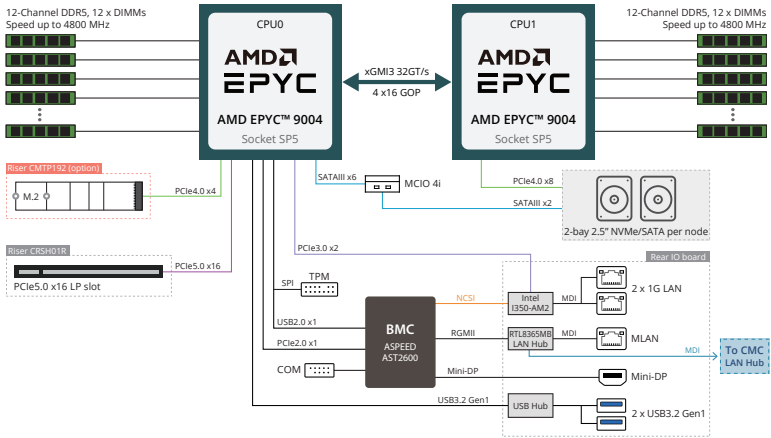 12-Channel DDR5, 12 x DIMMs
Speed up to 4800 MHz
CPU0
AMD
EPYC
AMD EPYC™ 9004
Socket SP5
xGMI3 32GT/s
4 x16 GOP
CPU1
AMD
EPYC
AMD EPYC™ 9004
Socket SP5
12-Channel DDR5, 12 x DIMMs
Speed up to 4800 MHz
Riser CMTP192 (option)
M.2
PCIe4.0 x4
SATAIII x6
MCIO 4i
PCIe4.0 x8
SATAIII x2
2-bay 2.5" NVMe/SATA per node
Riser CRSH01R
PCIe5.0 x16 LP slot
PCIe5.0 x16
PCIe3.0 x2
Rear IO board
SPI
TPM
NCSI
Intel
I350-AM2
MDI
2 x 1G LAN
USB2.0 x1
BMC
ASPEED
AST2600
RGMII
RTL8365MB
LAN Hub
MDI
MLAN
PCIe2.0 x1
MDI
To CMC
LAN Hub
COM
Mini-DP
Mini-DP
USB3.2 Gen1
USB Hub
2 x USB3.2 Gen1